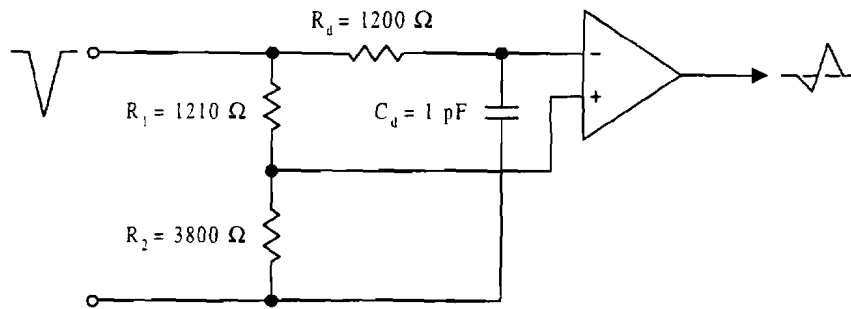 R_d = 1200 Ω
R_1 = 1210 Ω
C_d = 1 pF
R_2 = 3800 Ω
−
+